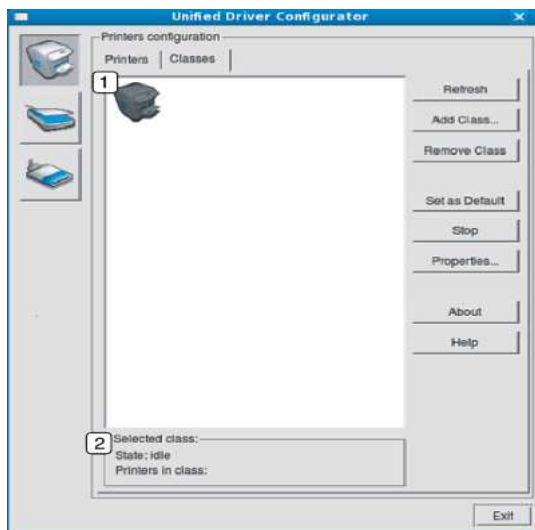 Unified Driver Configurator
Printers configuration
Printers Classes
1
Refresh
Add Class...
Remove Class
Set as Default
Stop
Properties...
About
Help
2 Selected class:
State: idle
Printers in class:
Exit